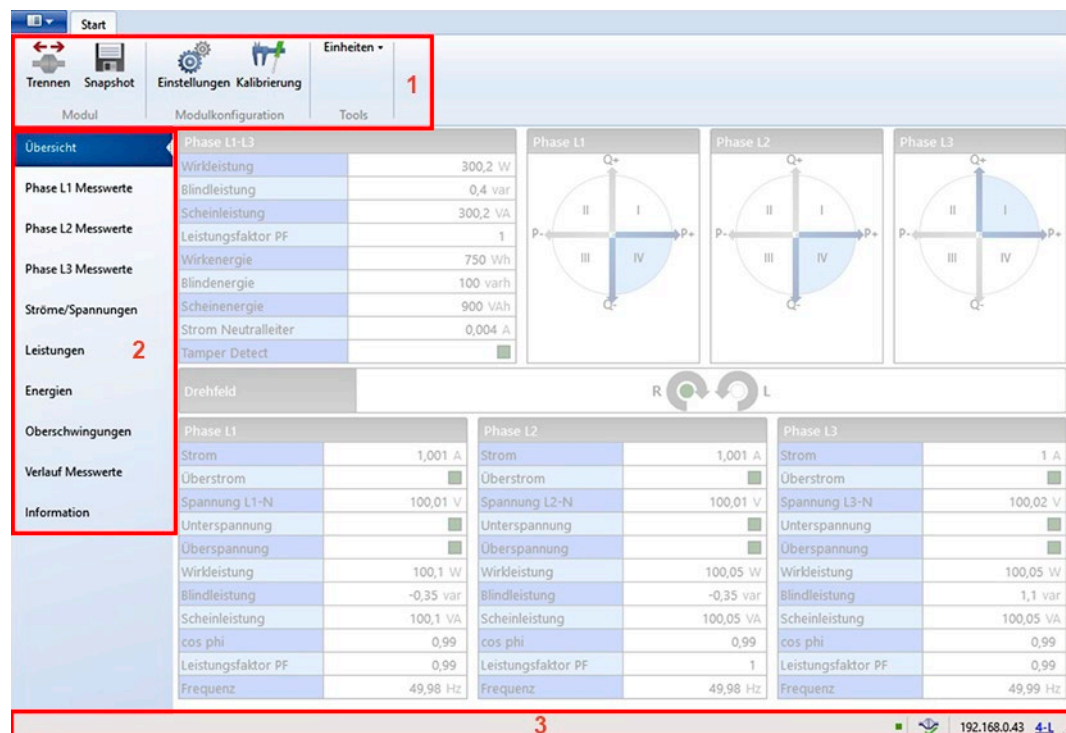 Start
Trennen Snapshot Einstellungen Kalibrierung Einheiten
Modul Modulkonfiguration Tools
1
Übersicht
Phase L1 Messwerte
Phase L2 Messwerte
Phase L3 Messwerte
Ströme/Spannungen
Leistungen
2
Energien
Oberschwingungen
Verlauf Messwerte
Information
Phase L1-L3
Wirkleistung 300,2 W
Blindleistung 0,4 var
Scheinleistung 300,2 VA
Leistungsfaktor PF 1
Wirkenergie 750 Wh
Blindenergie 100 varh
Scheinenergie 900 VAh
Strom Neutralleiter 0,004 A
Tamper Detect
Phase L1
Q+
II I
P- P+
III IV
Q-
Phase L2
Q+
II I
P- P+
III IV
Q-
Phase L3
Q+
II I
P- P+
III IV
Q-
Drehfeld R L
Phase L1
Strom 1,001 A
Überstrom
Spannung L1-N 100,01 V
Unterspannung
Überspannung
Wirkleistung 100,1 W
Blindleistung -0,35 var
Scheinleistung 100,1 VA
cos phi 0,99
Leistungsfaktor PF 0,99
Frequenz 49,98 Hz
Phase L2
Strom 1,001 A
Überstrom
Spannung L2-N 100,01 V
Unterspannung
Überspannung
Wirkleistung 100,05 W
Blindleistung -0,35 var
Scheinleistung 100,05 VA
cos phi 0,99
Leistungsfaktor PF 1
Frequenz 49,98 Hz
Phase L3
Strom 1 A
Überstrom
Spannung L3-N 100,02 V
Unterspannung
Überspannung
Wirkleistung 100,05 W
Blindleistung 1,1 var
Scheinleistung 100,05 VA
cos phi 0,99
Leistungsfaktor PF 0,99
Frequenz 49,99 Hz
3
192.168.0.43 4-L